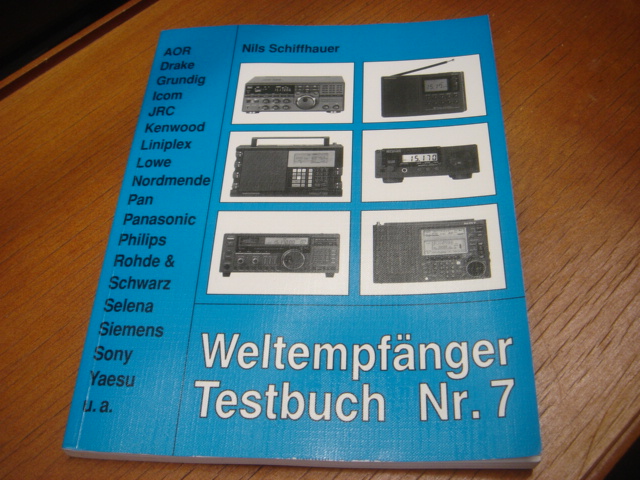 AOR
Drake
Grundig
Icom
JRC
Kenwood
Liniplex
Lowe
Nordmende
Pan
Panasonic
Philips
Rohde &
Schwarz
Selena
Siemens
Sony
Yaesu
u. a.
Nils Schiffhauer
15170
Weltempfänger
Testbuch Nr. 7